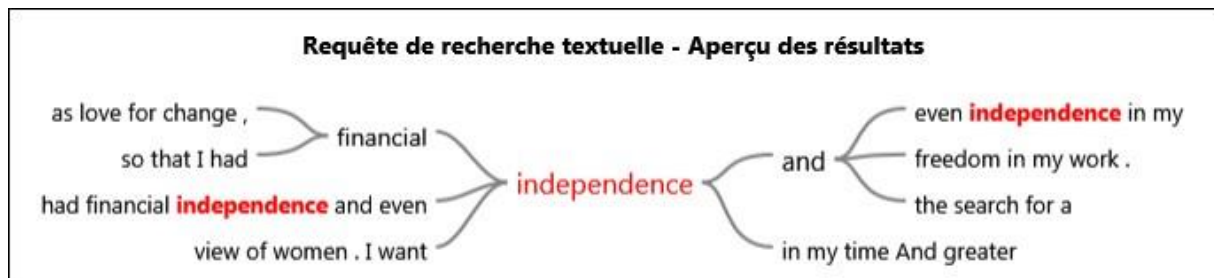 Requête de recherche textuelle - Aperçu des résultats
as love for change ,
so that I had
financial
had financial independence and even
view of women . I want
independence
and
even independence in my
freedom in my work .
the search for a
in my time And greater